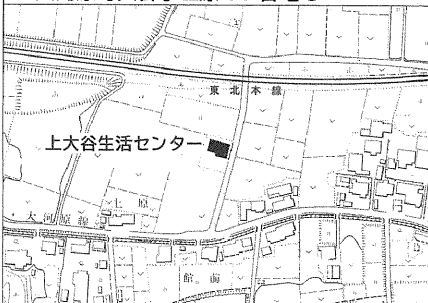 東北本線
上大谷生活センター
上原
大河原線
館前